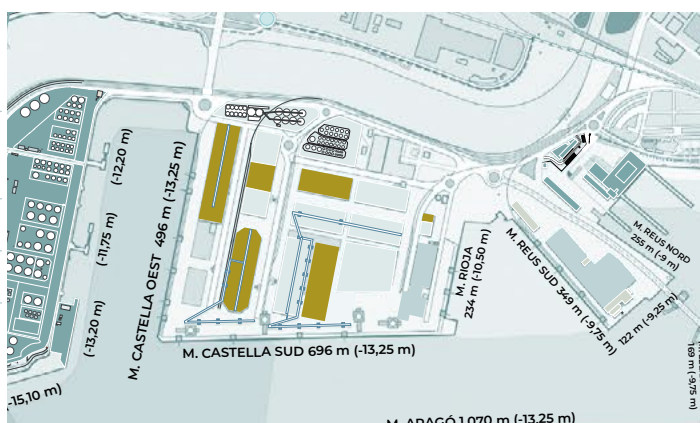 (-12,20 m)
(-11,75 m)
(-13,20 m)
-15,10 m)
M. CASTELLA OEST 496 m (-13,25 m)
M. CASTELLA SUD 696 m (-13,25 m)
M. RIOJA
234 m (-10,50 m)
M. REUS SUD 349 m (-9,75 m)
M. REUS NORD
255 m (-9 m)
122 m (-9,25 m)
169 m (-9,75 m)
M. ARAGÓ 1.070 m (-13,25 m)